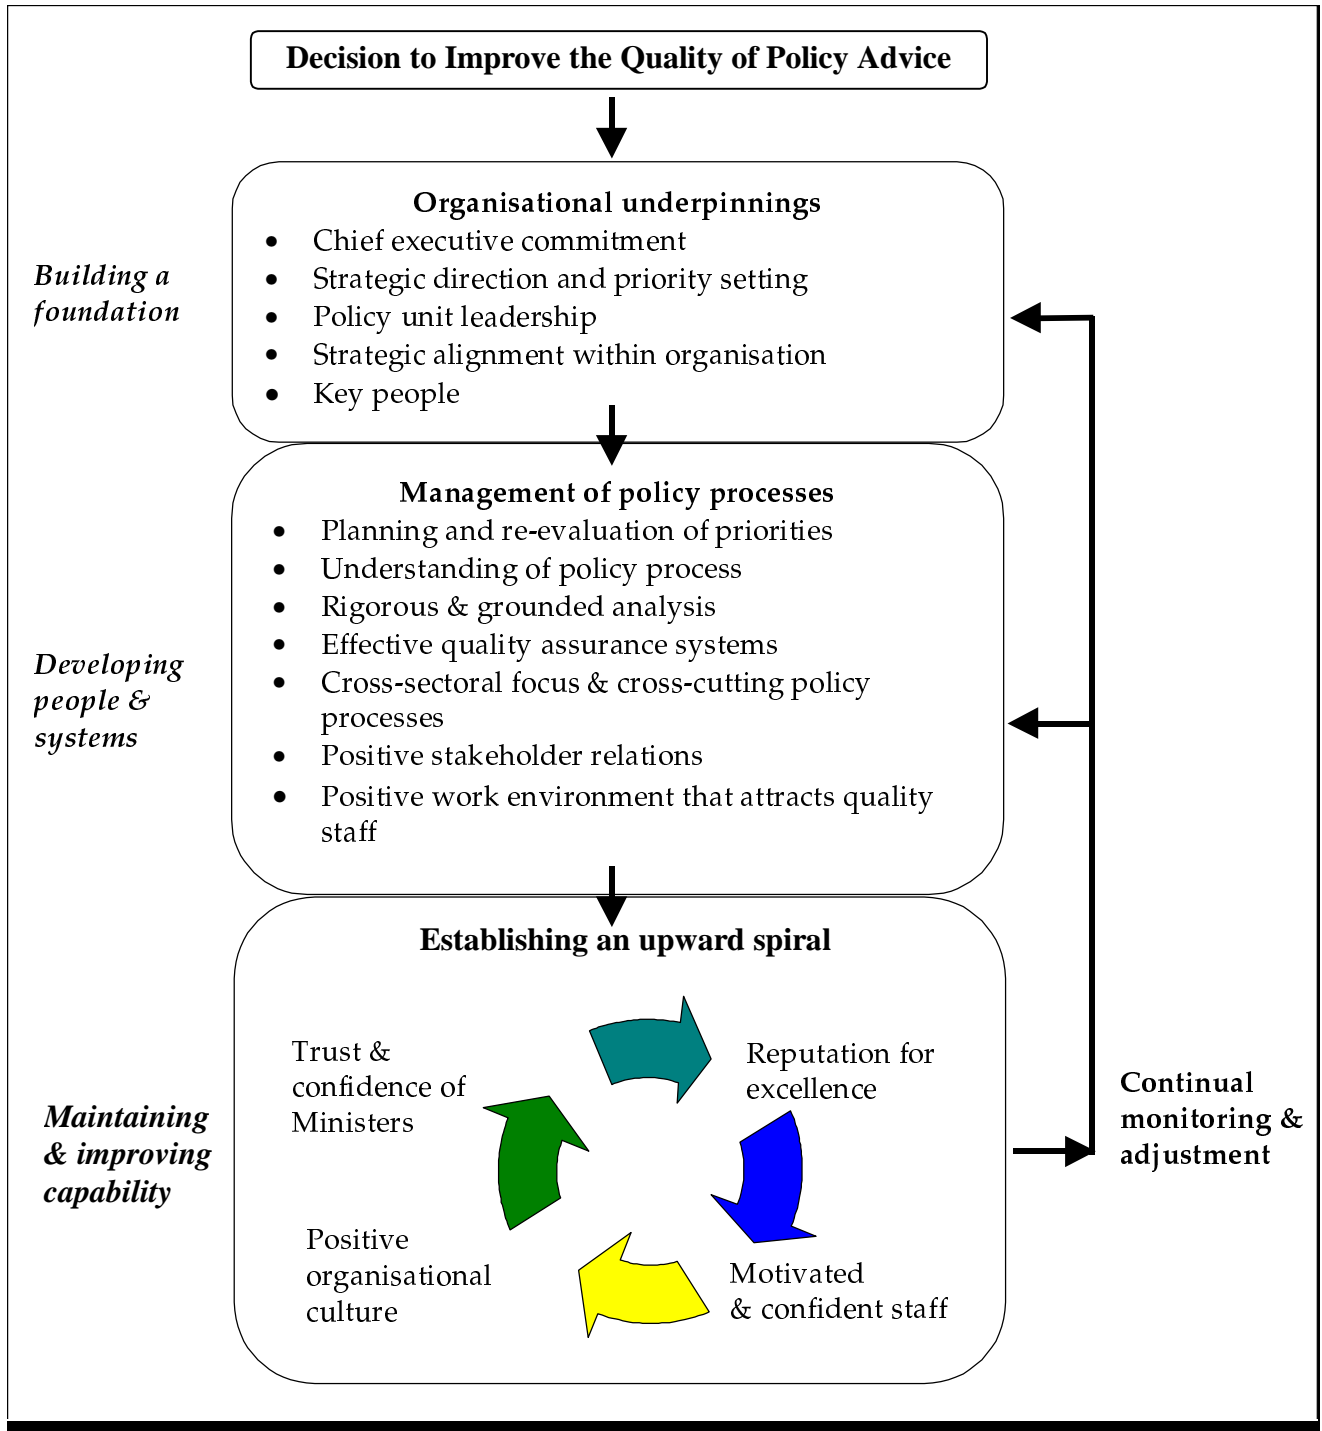 Decision to Improve the Quality of Policy Advice
Building a
foundation
Organisational underpinnings
• Chief executive commitment
• Strategic direction and priority setting
• Policy unit leadership
• Strategic alignment within organisation
• Key people
Developing
people &
systems
Management of policy processes
• Planning and re-evaluation of priorities
• Understanding of policy process
• Rigorous & grounded analysis
• Effective quality assurance systems
• Cross-sectoral focus & cross-cutting policy
processes
• Positive stakeholder relations
• Positive work environment that attracts quality
staff
Maintaining
& improving
capability
Establishing an upward spiral
Trust &
confidence of
Ministers
Reputation for
excellence
Positive
organisational
culture
Motivated
& confident staff
Continual
monitoring &
adjustment